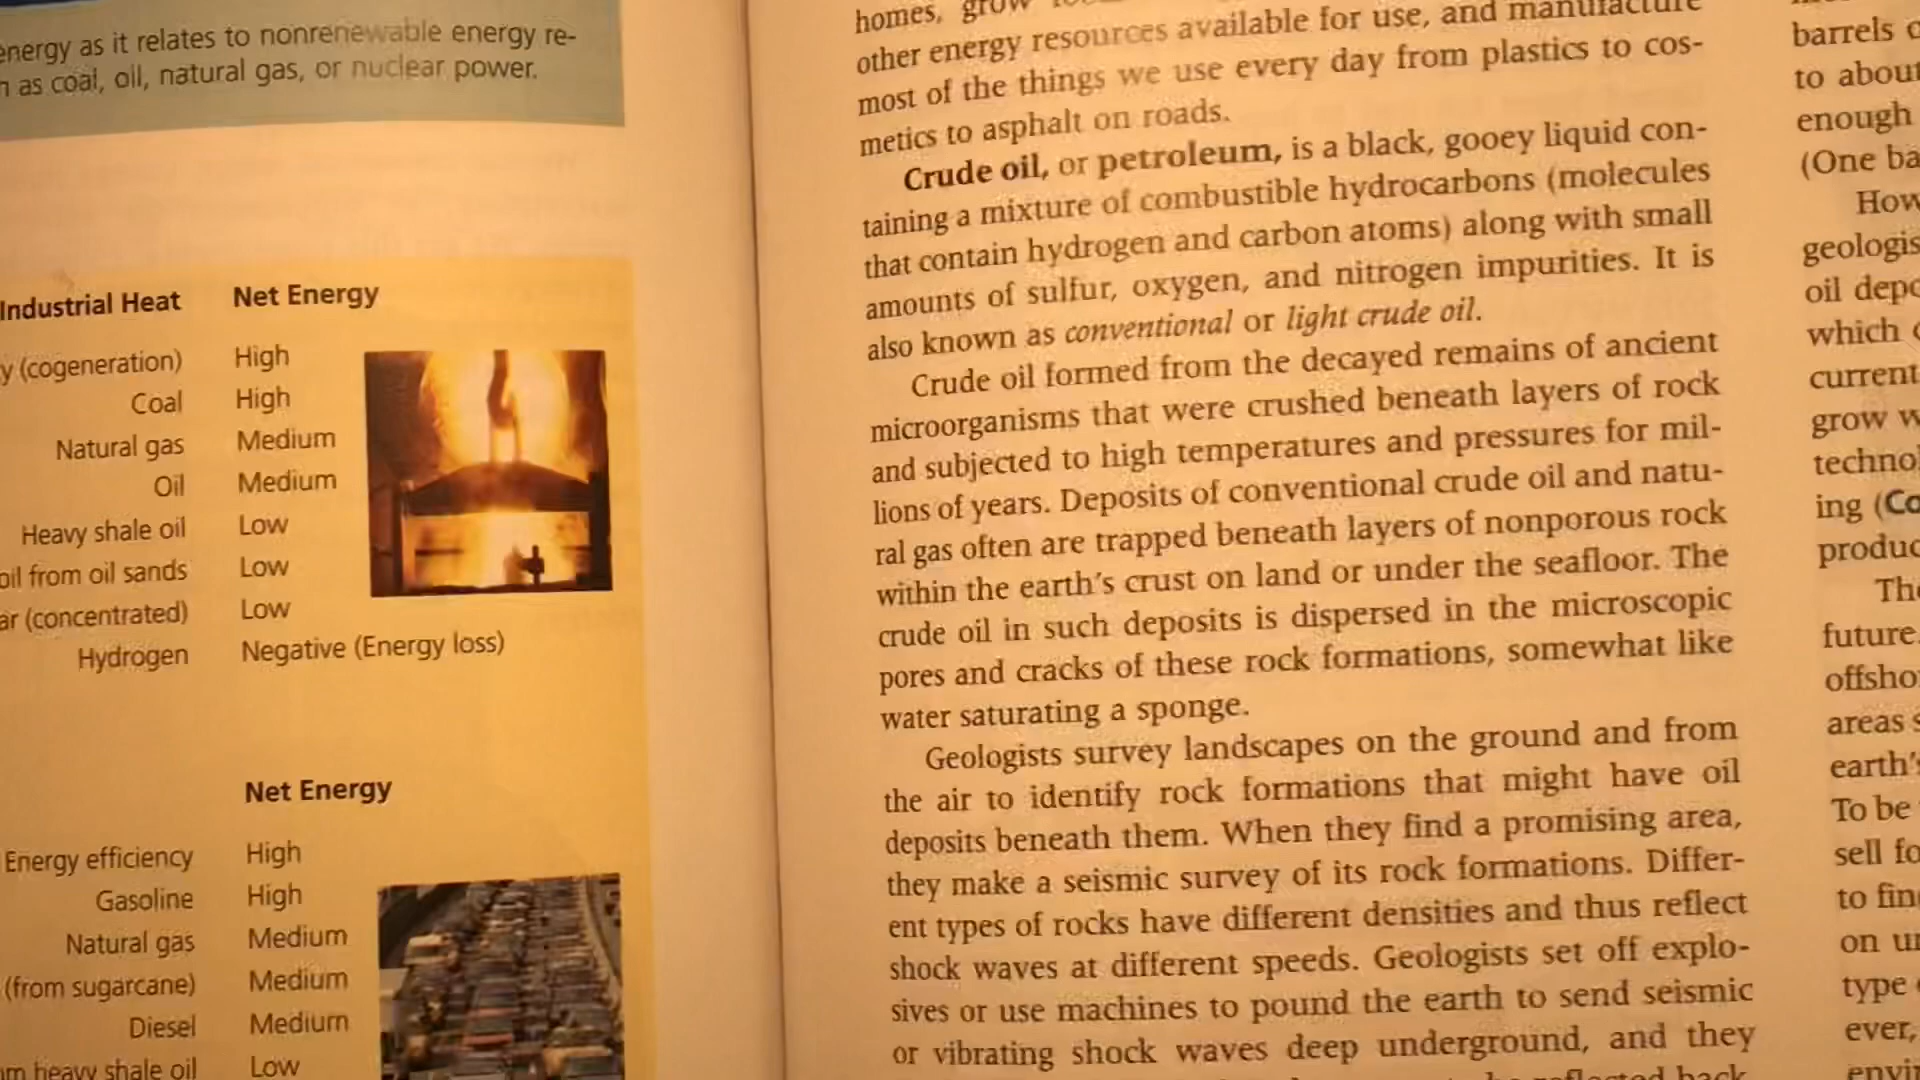 energy as it relates to nonrenewable energy re-
as coal, oil, natural gas, or nuclear power.
Industrial Heat Net Energy
(cogeneration) High
Coal High
Natural gas Medium
Oil Medium
Heavy shale oil Low
oil from oil sands Low
(concentrated) Low
Hydrogen Negative (Energy loss)
Net Energy
Energy efficiency High
Gasoline High
Natural gas Medium
(from sugarcane) Medium
Diesel Medium
heavy shale oil Low
homes, grow
other energy resources available for use, and manufacture
most of the things we use every day from plastics to cos-
metics to asphalt on roads.
Crude oil, or petroleum, is a black, gooey liquid con-
taining a mixture of combustible hydrocarbons (molecules
that contain hydrogen and carbon atoms) along with small
amounts of sulfur, oxygen, and nitrogen impurities. It is
also known as conventional or light crude oil.
Crude oil formed from the decayed remains of ancient
microorganisms that were crushed beneath layers of rock
and subjected to high temperatures and pressures for mil-
lions of years. Deposits of conventional crude oil and natu-
ral gas often are trapped beneath layers of nonporous rock
within the earth's crust on land or under the seafloor. The
crude oil in such deposits is dispersed in the microscopic
pores and cracks of these rock formations, somewhat like
water saturating a sponge.
Geologists survey landscapes on the ground and from
the air to identify rock formations that might have oil
deposits beneath them. When they find a promising area,
they make a seismic survey of its rock formations. Differ-
ent types of rocks have different densities and thus reflect
shock waves at different speeds. Geologists set off explo-
sives or use machines to pound the earth to send seismic
or vibrating shock waves deep underground, and they
reflected back
barrels
to about
enough
(One
How
geologis
oil
which
current
grow
technol
ing (Co
produc
The
future
offsho
areas
earth's
To be
sell
to
on
type
ever,